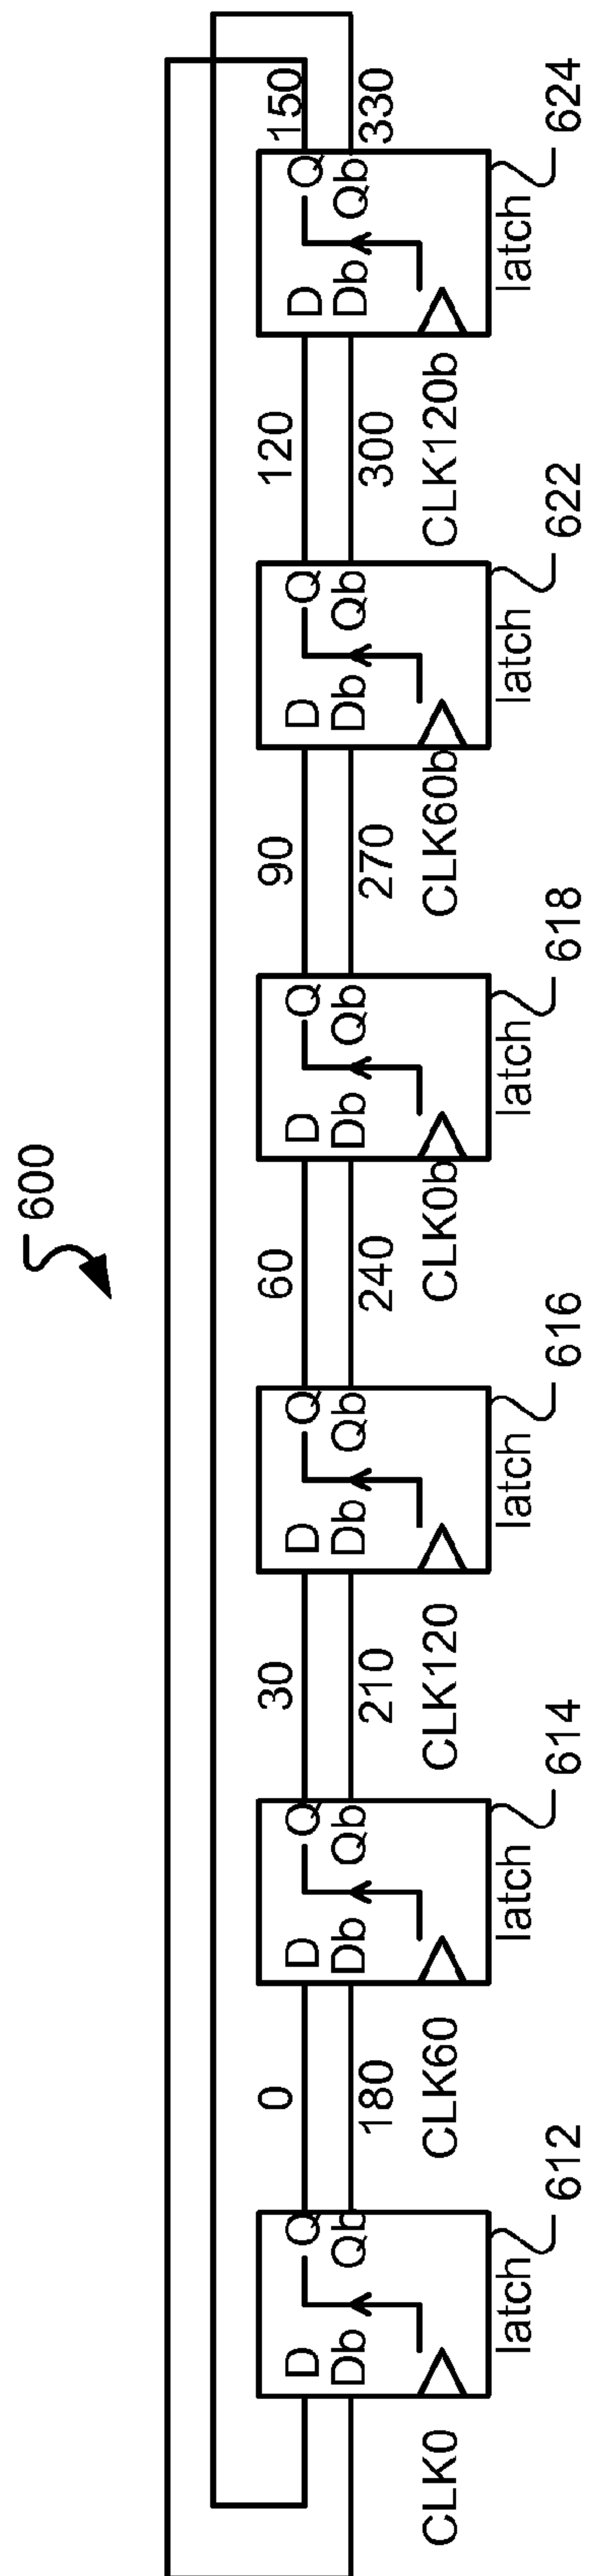 600
0 30 60 90 120 150
D Q D Q D Q D Q D Q D Q
Db Qb Db Qb Db Qb Db Qb Db Qb Db Qb
180 210 240 270 300 330
CLK0 CLK60 CLK120 CLK0b CLK60b CLK120b
latch latch latch latch latch latch
612 614 616 618 622 624